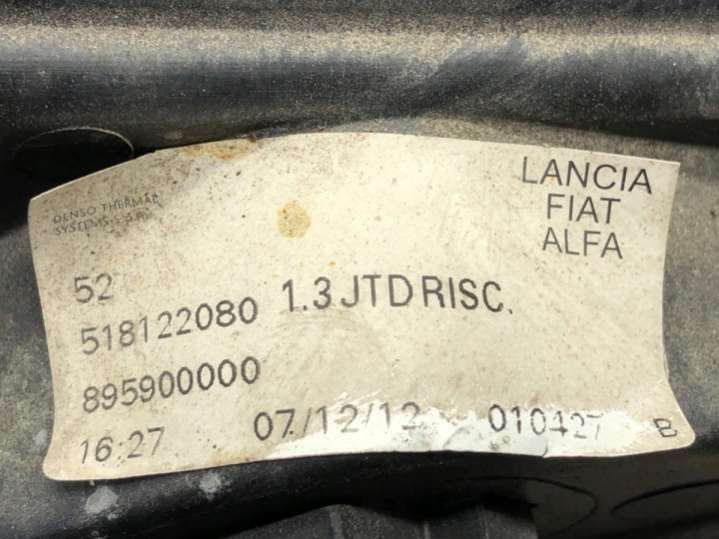 DENSO THERMAL
SYSTEMS S.p.A.
LANCIA
FIAT
ALFA
52
518122080 1.3 JTD RISC.
895900000
16:27 07/12/12 010427 B